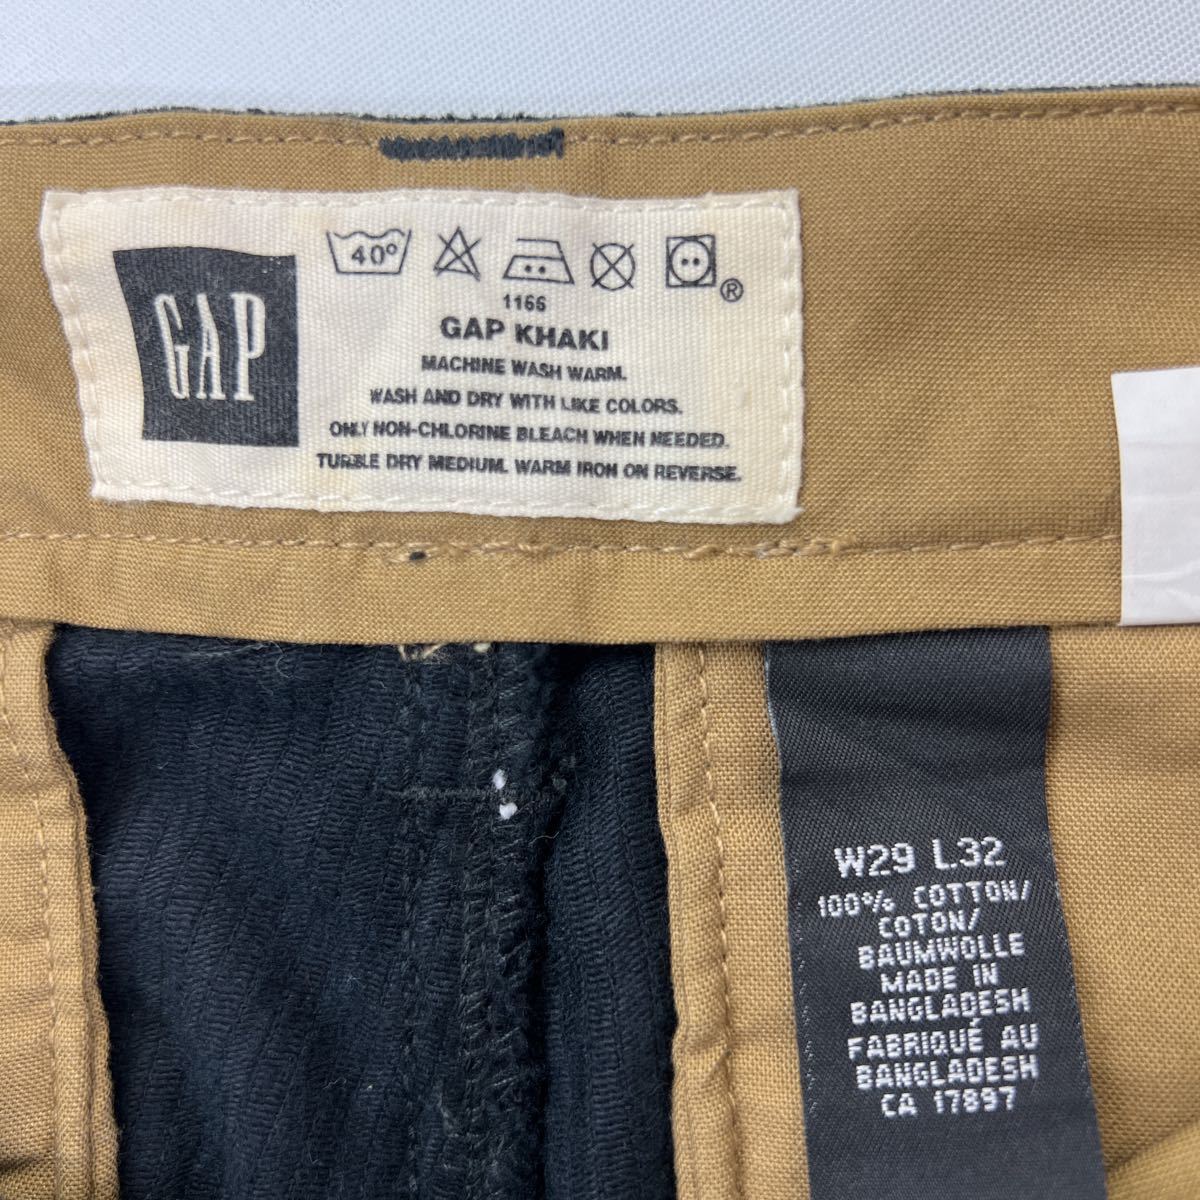 GAP
40°
®
1166
GAP KHAKI
MACHINE WASH WARM.
WASH AND DRY WITH LIKE COLORS.
ONLY NON-CHLORINE BLEACH WHEN NEEDED.
TUMBLE DRY MEDIUM. WARM IRON ON REVERSE.
W29 L32
100% COTTON/
COTON/
BAUMWOLLE
MADE IN
BANGLADESH
FABRIQUÉ AU
BANGLADESH
CA 17897